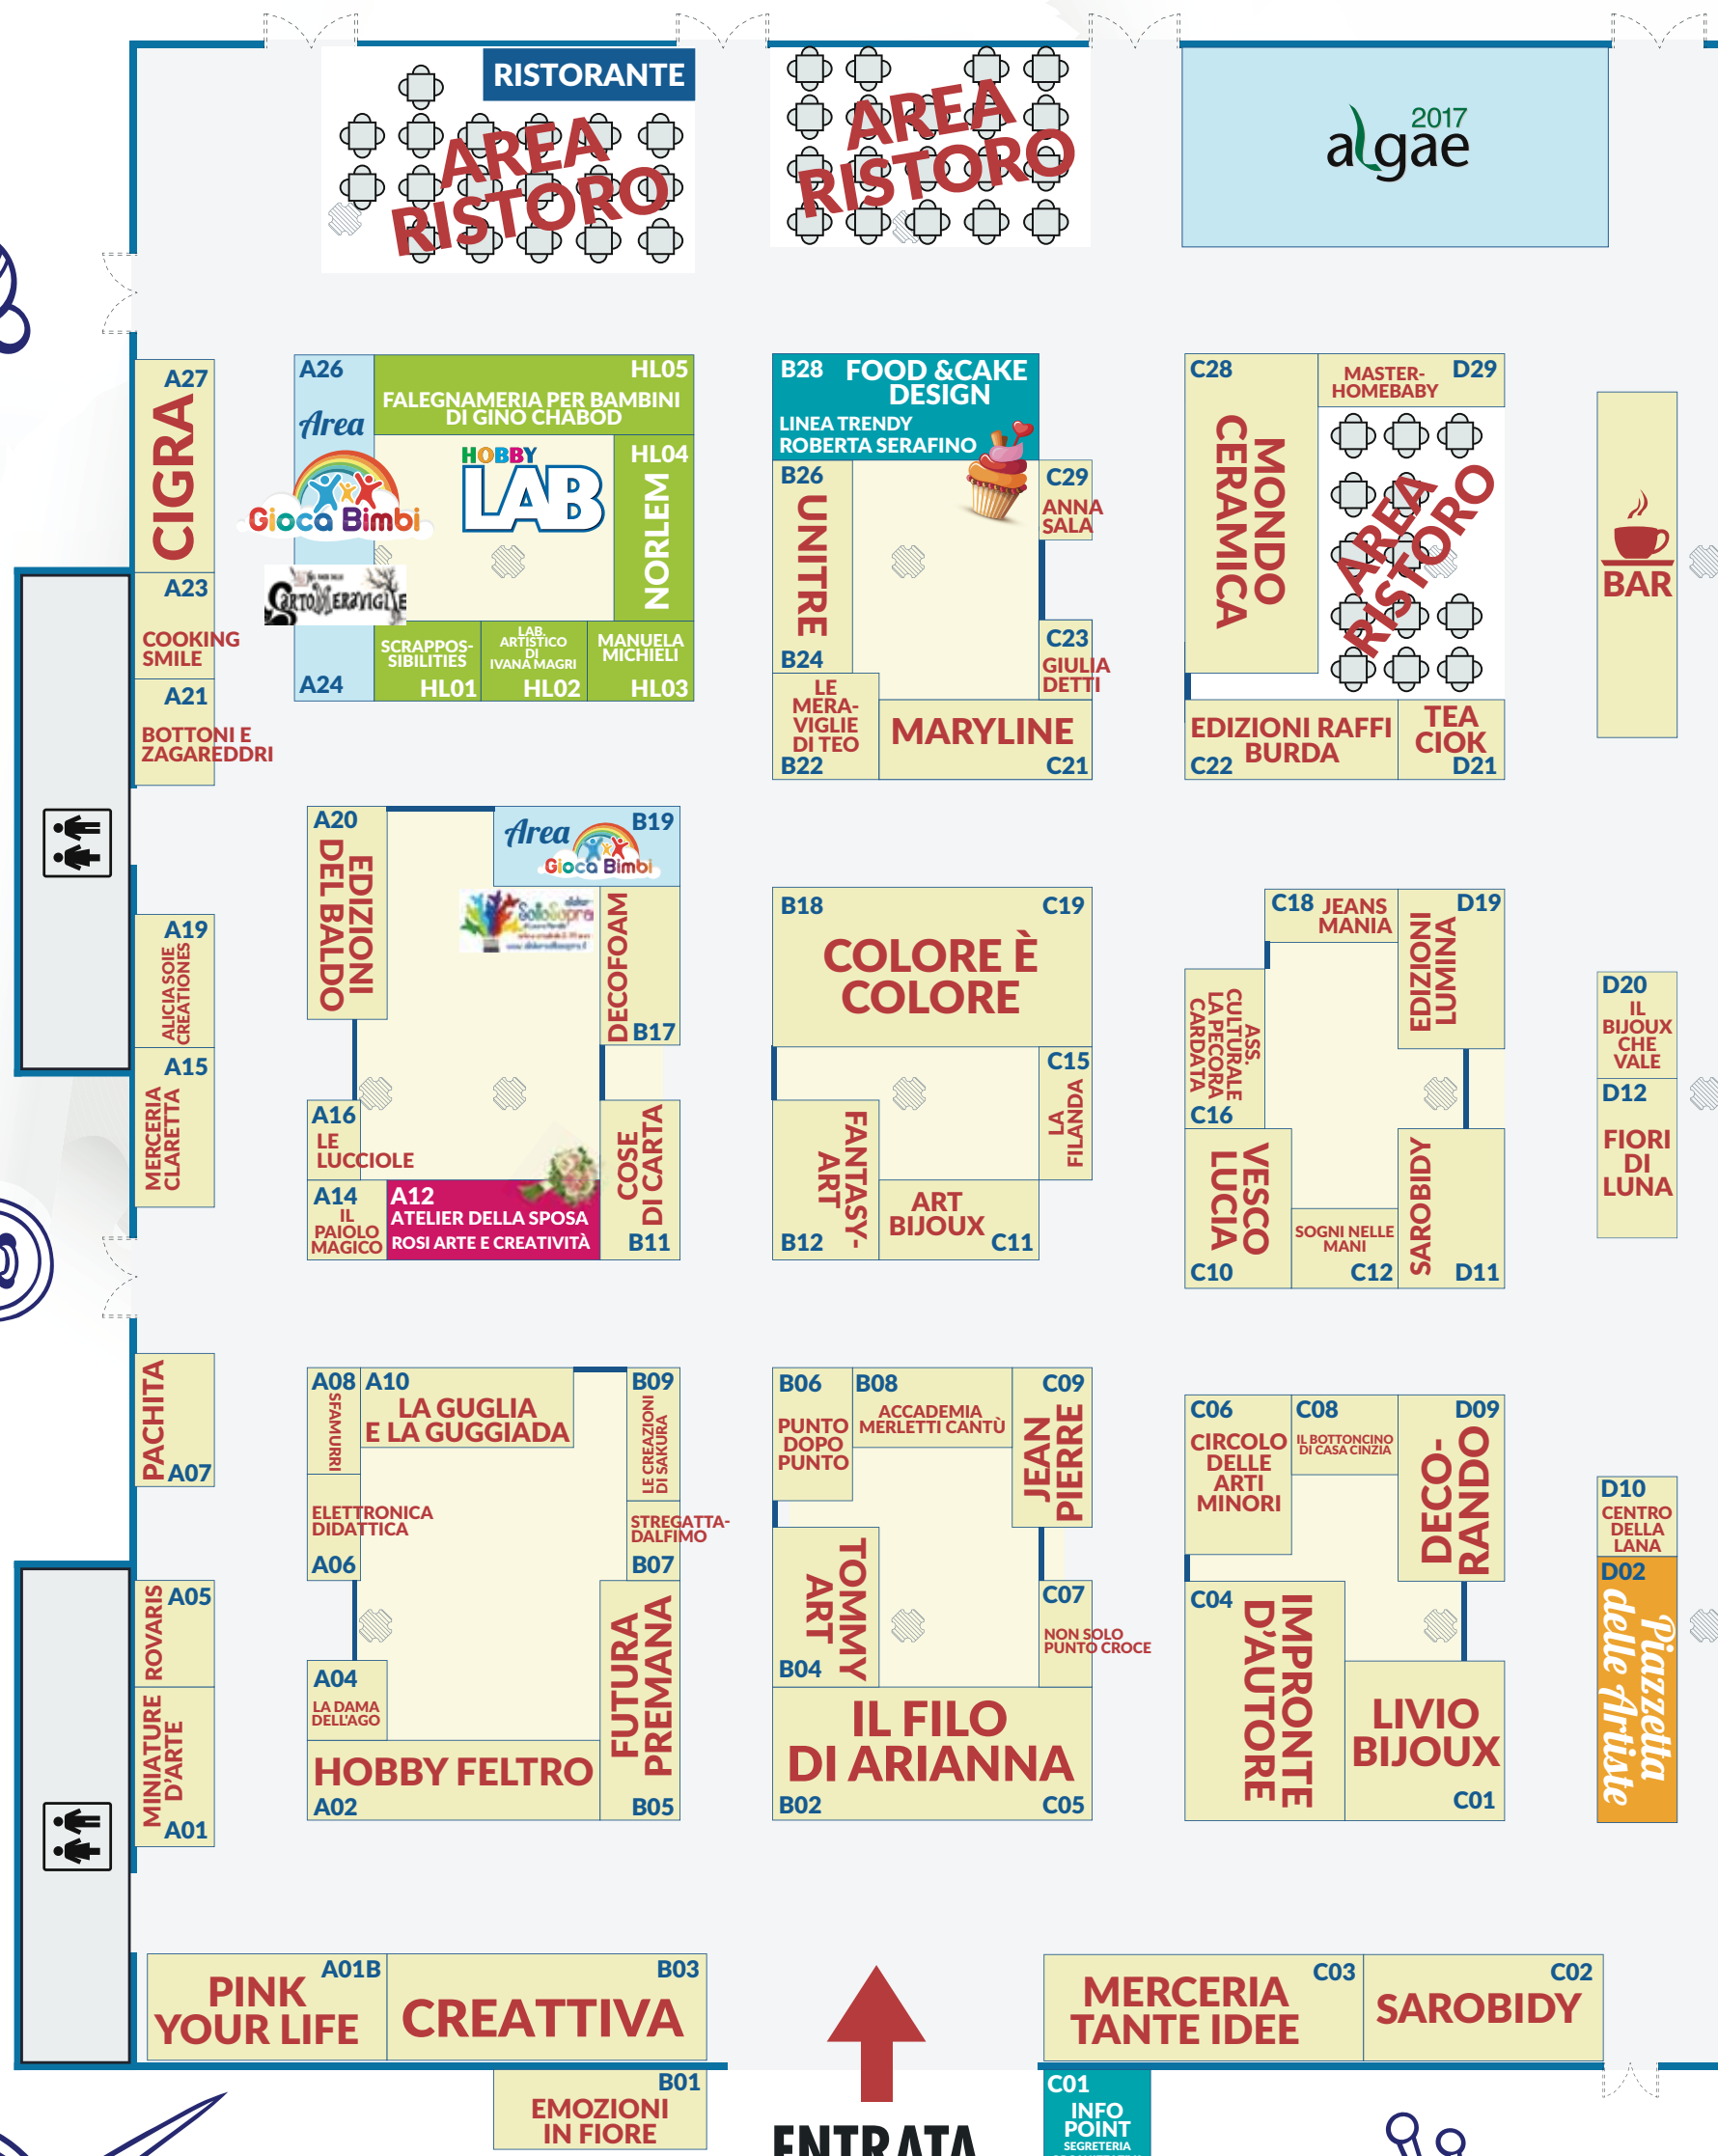 RISTORANTE
AREA
RISTORO
AREA
RISTORO
2017
algae
A27
CIGRA
A23
COOKING
SMILE
A21
BOTTONI E
ZAGAREDDRI
A26
Area
Gioca Bimbi
CARTOMERAVIGLIE
A24
HL05
FALEGNAMERIA PER BAMBINI
DI GINO CHABOD
HOBBY
LAB
HL04
NORLEM
SCRAPPOS-
SIBILITIES
HL01
LAB.
ARTISTICO
DI
IVANA MAGRI
HL02
MANUELA
MICHIELI
HL03
B28 FOOD &CAKE
DESIGN
LINEA TRENDY
ROBERTA SERAFINO
B26
UNITRE
B24
C29
ANNA
SALA
C23
GIULIA
DETTI
LE
MERA-
VIGLIE
DI TEO
B22
MARYLINE
C21
C28
MONDO
CERAMICA
MASTER-
HOMEBABY
D29
AREA
RISTORO
EDIZIONI RAFFI
BURDA
C22
TEA
CIOK
D21
BAR
A19
ALICIA SOIE
CREATIONES
A15
MERCERIA
CLARETTA
A20
EDIZIONI
DEL BALDO
Area
B19
Gioca Bimbi
SottoSopra
DECOFOAM
B17
A16
LE
LUCCIOLE
A14
IL
PAIOLO
MAGICO
A12
ATELIER DELLA SPOSA
ROSI ARTE E CREATIVITÀ
COSE
DI CARTA
B11
B18
C19
COLORE È
COLORE
C15
LA
FILANDA
FANTASY-
ART
B12
ART
BIJOUX
C11
C18 JEANS
MANIA
D19
EDIZIONI
LUMINA
ASS.
CULTURALE
LA PECORA
CARDATA
C16
VESCO
LUCIA
C10
SOGNI NELLE
MANI
C12
SAROBIDY
D11
D20
IL
BIJOUX
CHE
VALE
D12
FIORI
DI
LUNA
PACHITA
A07
A05
ROVARIS
MINIATURE
D'ARTE
A01
A08
SFAMURRI
A10
LA GUGLIA
E LA GUGGIADA
B09
LE CREAZIONI
DI SAKURA
ELETTRONICA
DIDATTICA
A06
STREGATTA-
DALFIMO
B07
A04
LA DAMA
DELL'AGO
HOBBY FELTRO
A02
FUTURA
PREMANA
B05
B06
PUNTO
DOPO
PUNTO
B08
ACCADEMIA
MERLETTI CANTÙ
C09
JEAN
PIERRE
TOMMY
ART
B04
C07
NON SOLO
PUNTO CROCE
IL FILO
DI ARIANNA
B02
C05
C06
CIRCOLO
DELLE
ARTI
MINORI
C08
IL BOTTONCINO
DI CASA CINZIA
D09
DECO-
RANDO
C04
IMPRONTE
D'AUTORE
LIVIO
BIJOUX
C01
D10
CENTRO
DELLA
LANA
D02
Piazzetta
delle Artiste
A01B
PINK
YOUR LIFE
B03
CREATTIVA
C03
MERCERIA
TANTE IDEE
C02
SAROBIDY
B01
EMOZIONI
IN FIORE
ENTRATA
C01
INFO
POINT
SEGRETERIA